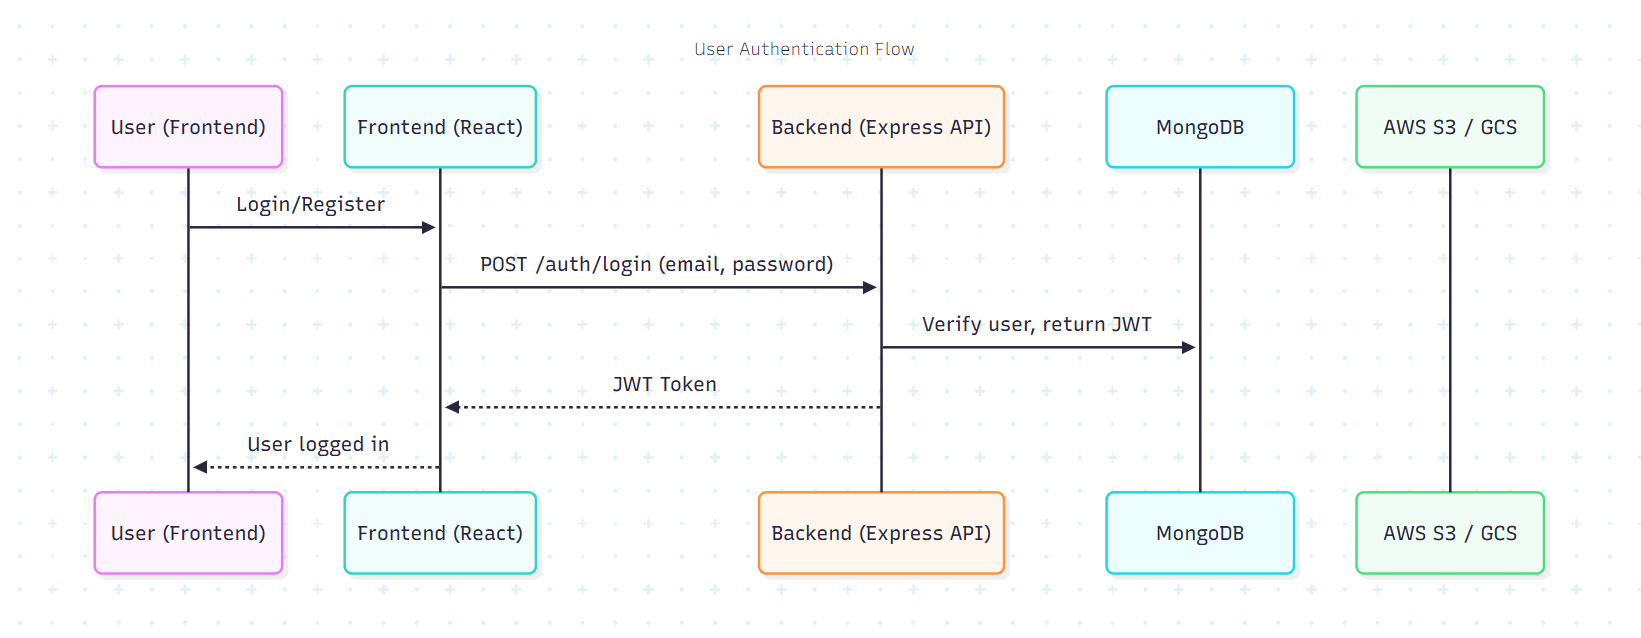 User Authentication Flow
User (Frontend)
Frontend (React)
Backend (Express API)
MongoDB
AWS S3 / GCS
Login/Register
POST /auth/login (email, password)
Verify user, return JWT
JWT Token
User logged in
User (Frontend)
Frontend (React)
Backend (Express API)
MongoDB
AWS S3 / GCS